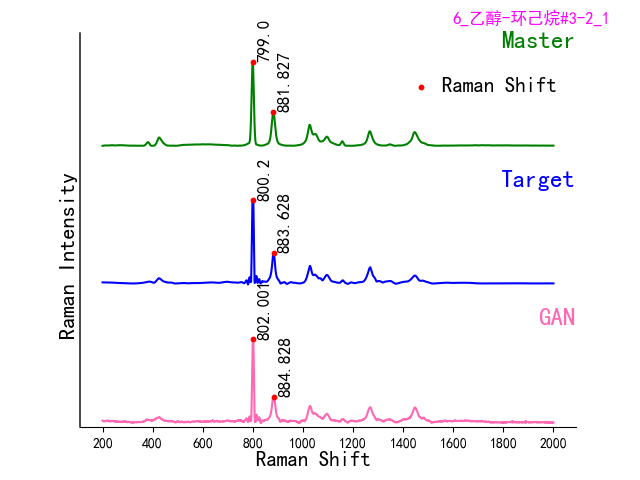 6_乙醇-环己烷#3-2_1
Master
799.0
881.827
Raman Shift
Target
800.2
883.628
Raman Intensity
GAN
802.001
884.828
200 400 600 800 1000 1200 1400 1600 1800 2000
Raman Shift